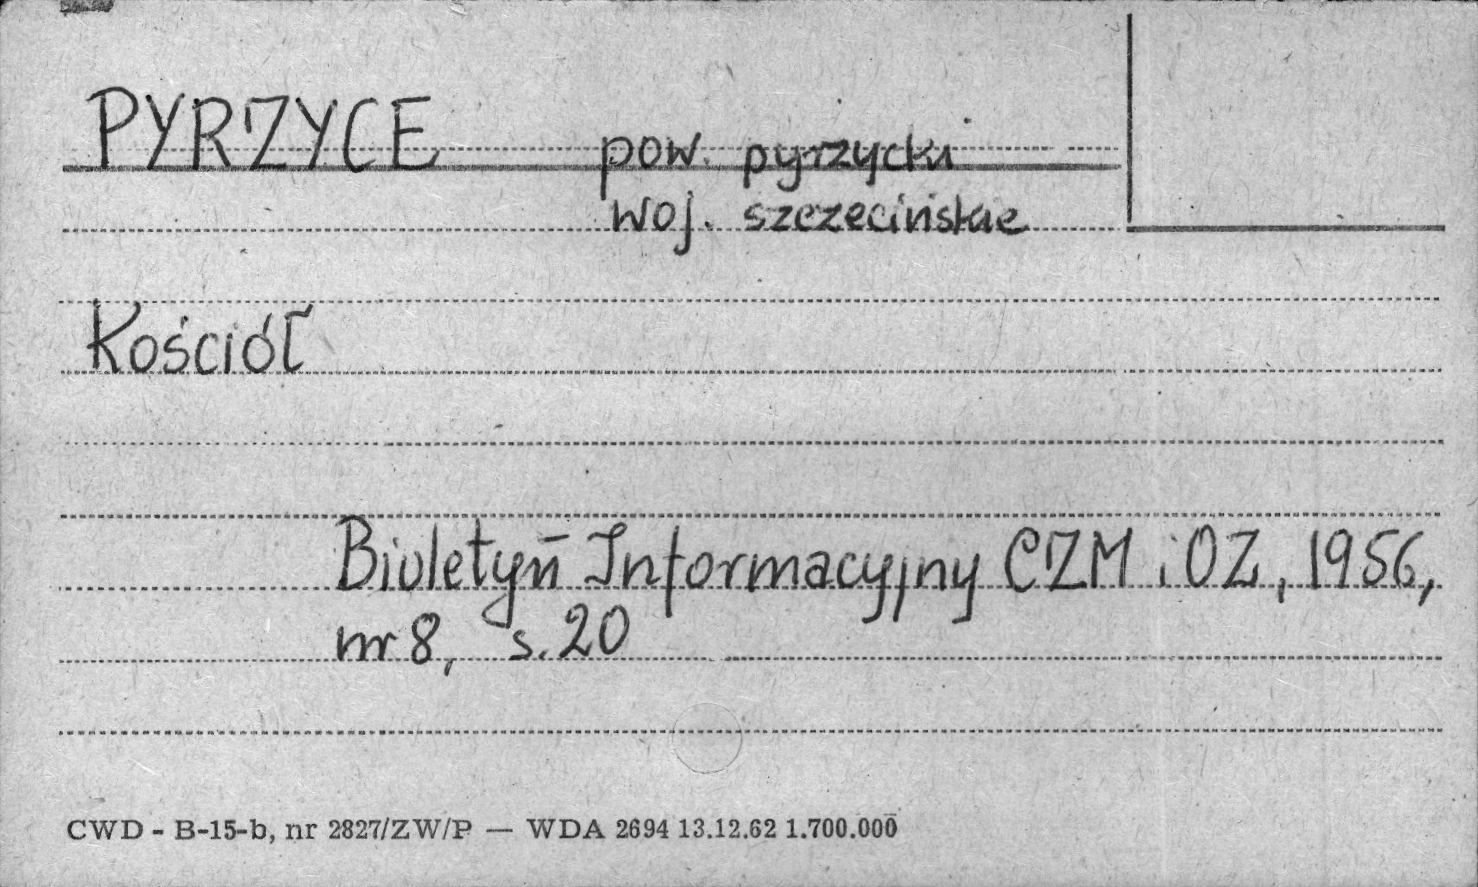 PYRZYCE pow. pyrzycki
woj. szczecińskie
Kościół
Biuletyn Informacyjny CZM i OZ, 1956,
nr 8, s. 20
CWD - B-15-b, nr 2827/ZW/P — WDA 2694 13.12.62 1.700.000